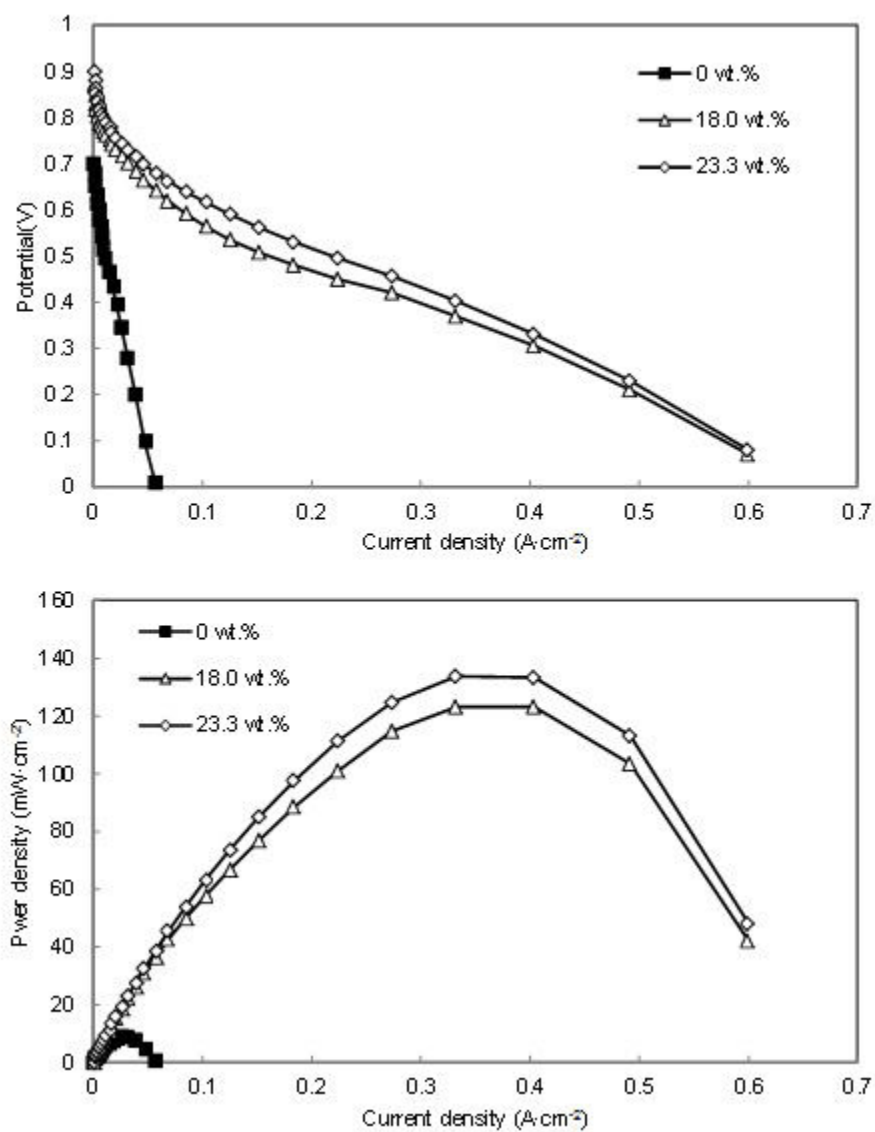 1
0.9
0.8
0.7
0.6
0.5
0.4
0.3
0.2
0.1
0
Potential(V)
0 wt.%
18.0 wt.%
23.3 wt.%
0 0.1 0.2 0.3 0.4 0.5 0.6 0.7
Current density (A·cm⁻²)
160
140
120
100
80
60
40
20
0
Pwer density (mW·cm⁻²)
0 wt.%
18.0 wt.%
23.3 wt.%
0 0.1 0.2 0.3 0.4 0.5 0.6 0.7
Current density (A·cm⁻²)